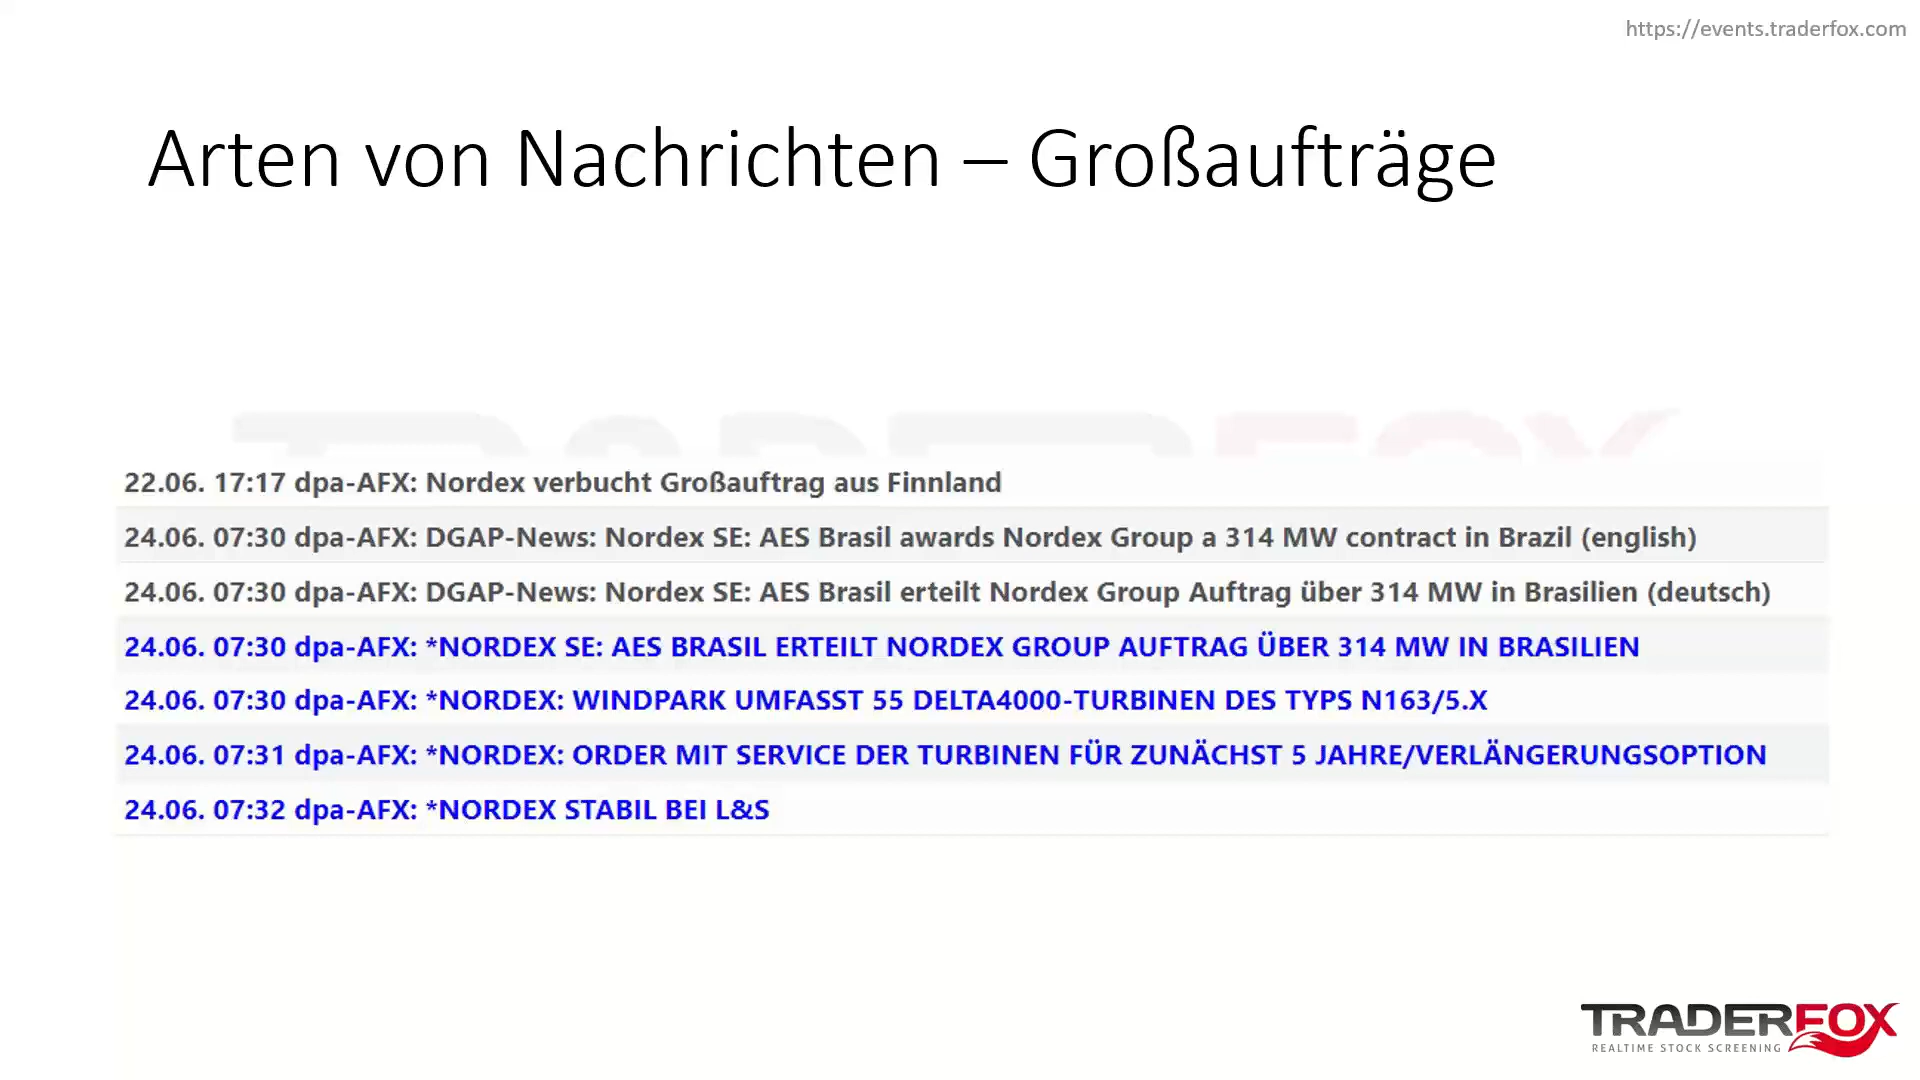 https://events.traderfox.com
Arten von Nachrichten – Großaufträge
TRADERFOX
22.06. 17:17 dpa-AFX: Nordex verbucht Großauftrag aus Finnland
24.06. 07:30 dpa-AFX: DGAP-News: Nordex SE: AES Brasil awards Nordex Group a 314 MW contract in Brazil (english)
24.06. 07:30 dpa-AFX: DGAP-News: Nordex SE: AES Brasil erteilt Nordex Group Auftrag über 314 MW in Brasilien (deutsch)
24.06. 07:30 dpa-AFX: *NORDEX SE: AES BRASIL ERTEILT NORDEX GROUP AUFTRAG ÜBER 314 MW IN BRASILIEN
24.06. 07:30 dpa-AFX: *NORDEX: WINDPARK UMFASST 55 DELTA4000-TURBINEN DES TYPS N163/5.X
24.06. 07:31 dpa-AFX: *NORDEX: ORDER MIT SERVICE DER TURBINEN FÜR ZUNÄCHST 5 JAHRE/VERLÄNGERUNGSOPTION
24.06. 07:32 dpa-AFX: *NORDEX STABIL BEI L&S
TRADERFOX
REALTIME STOCK SCREENING